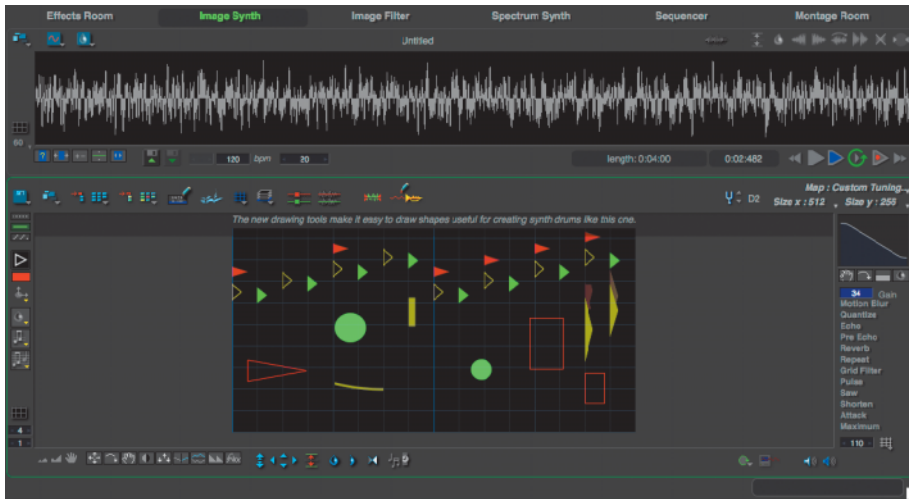 Effects Room Image Synth Image Filter Spectrum Synth Sequencer Montage Room
Untitled
60
120 bpm 20 length: 0:04:00 0:02:482
D2
Map : Custom Tuning...
Size x : 512 Size y : 256
The new drawing tools make it easy to draw shapes useful for creating synth drums like this one.
34 Gain
Motion Blur
Quantize
Echo
Pre Echo
Reverb
Repeat
Grid Filter
Pulse
Saw
Shorten
Attack
Maximum
4
1
110